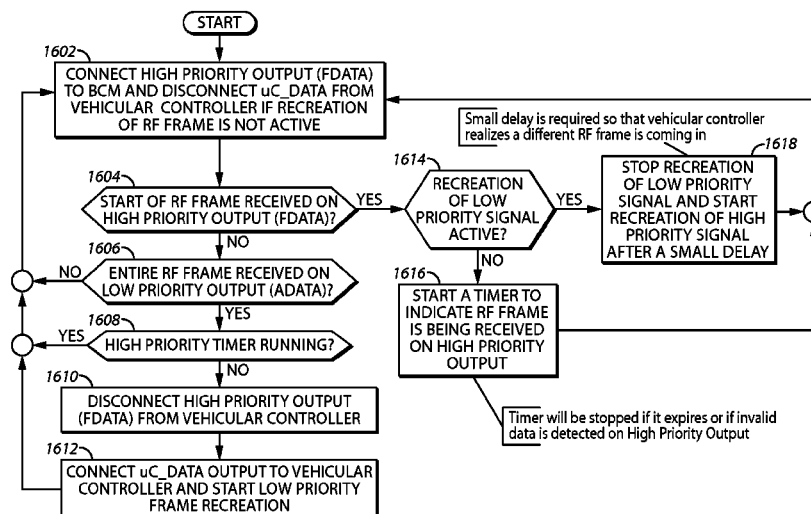 START
1602
CONNECT HIGH PRIORITY OUTPUT (FDATA)
TO BCM AND DISCONNECT uC_DATA FROM
VEHICULAR CONTROLLER IF RECREATION
OF RF FRAME IS NOT ACTIVE
1604
START OF RF FRAME RECEIVED ON
HIGH PRIORITY OUTPUT (FDATA)?
YES
NO
1606
ENTIRE RF FRAME RECEIVED ON
LOW PRIORITY OUTPUT (ADATA)?
NO
YES
1608
HIGH PRIORITY TIMER RUNNING?
YES
NO
1610
DISCONNECT HIGH PRIORITY OUTPUT
(FDATA) FROM VEHICULAR CONTROLLER
1612
CONNECT uC_DATA OUTPUT TO VEHICULAR
CONTROLLER AND START LOW PRIORITY
FRAME RECREATION
1614
RECREATION
OF LOW
PRIORITY SIGNAL
ACTIVE?
YES
NO
1616
START A TIMER TO
INDICATE RF FRAME
IS BEING RECEIVED
ON HIGH PRIORITY
OUTPUT
Timer will be stopped if it expires or if invalid
data is detected on High Priority Output
Small delay is required so that vehicular controller
realizes a different RF frame is coming in
1618
STOP RECREATION
OF LOW PRIORITY
SIGNAL AND START
RECREATION OF HIGH
PRIORITY SIGNAL
AFTER A SMALL DELAY